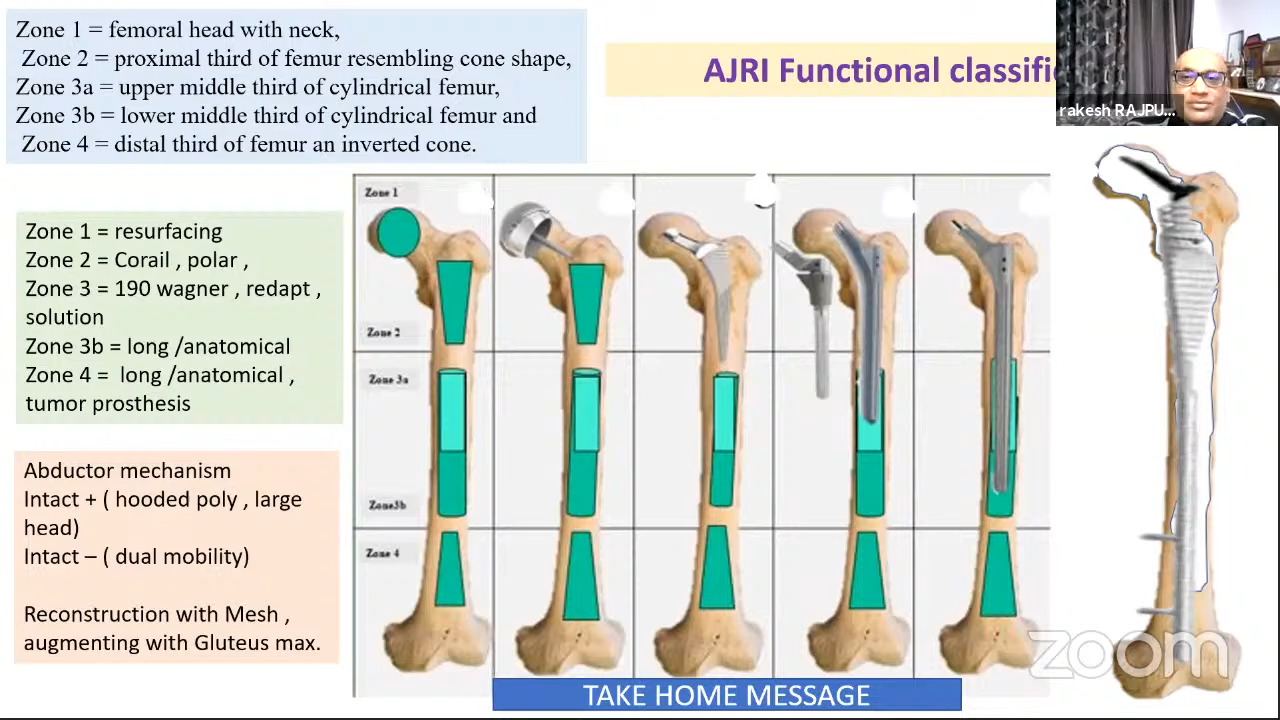 Zone 1 = femoral head with neck,
Zone 2 = proximal third of femur resembling cone shape,
Zone 3a = upper middle third of cylindrical femur,
Zone 3b = lower middle third of cylindrical femur and
Zone 4 = distal third of femur an inverted cone.
AJRI Functional classific
rakesh RAJPU...
Zone 1 = resurfacing
Zone 2 = Corail , polar ,
Zone 3 = 190 wagner , redapt ,
solution
Zone 3b = long /anatomical
Zone 4 = long /anatomical ,
tumor prosthesis
Abductor mechanism
Intact + ( hooded poly , large
head)
Intact – ( dual mobility)
Reconstruction with Mesh ,
augmenting with Gluteus max.
Zone 1
Zone 2
Zone 3a
Zone3b
Zone 4
zoom
TAKE HOME MESSAGE